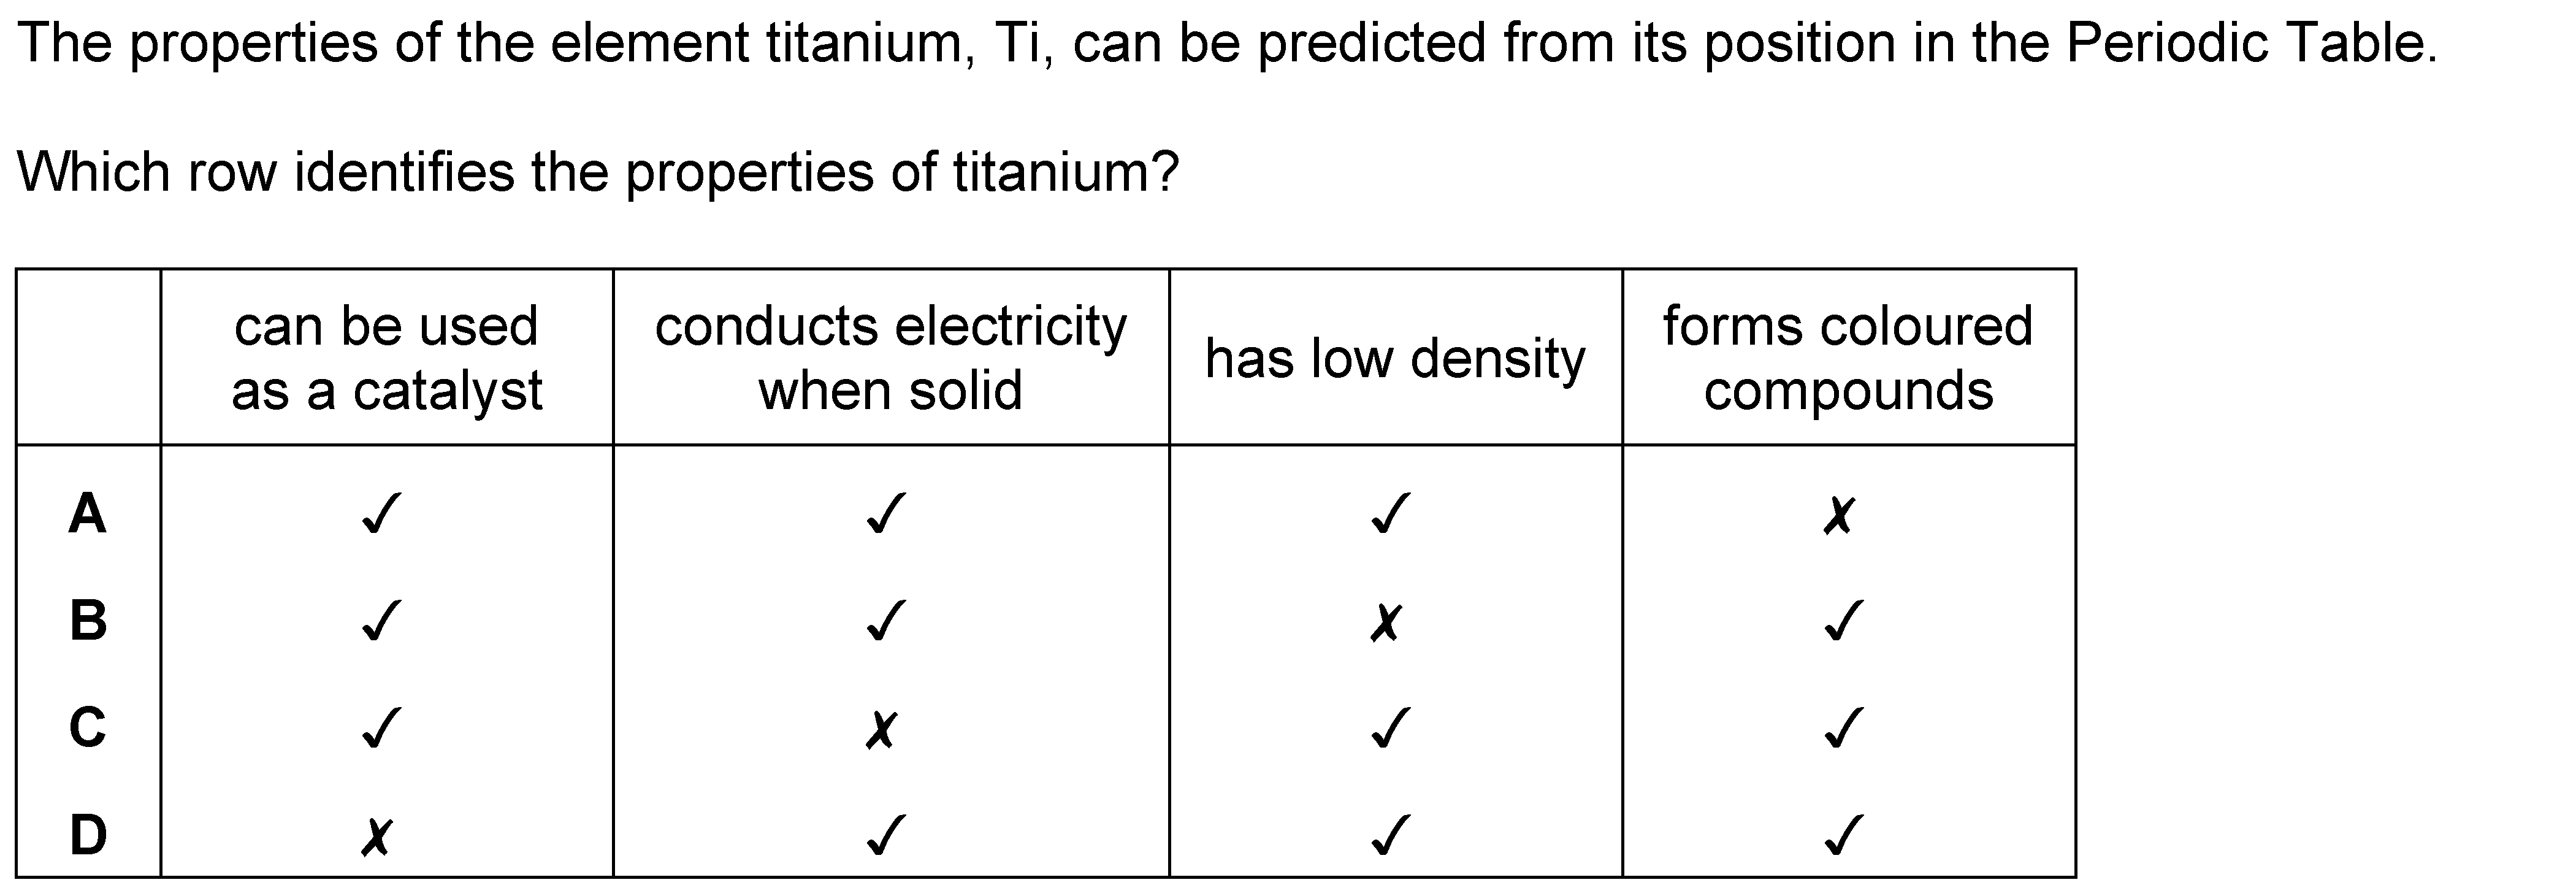 The properties of the element titanium, Ti, can be predicted from its position in the Periodic Table.
Which row identifies the properties of titanium?
can be used as a catalyst conducts electricity when solid has low density forms coloured compounds
A ✓ ✓ ✓ ✗
B ✓ ✓ ✗ ✓
C ✓ ✗ ✓ ✓
D ✗ ✓ ✓ ✓